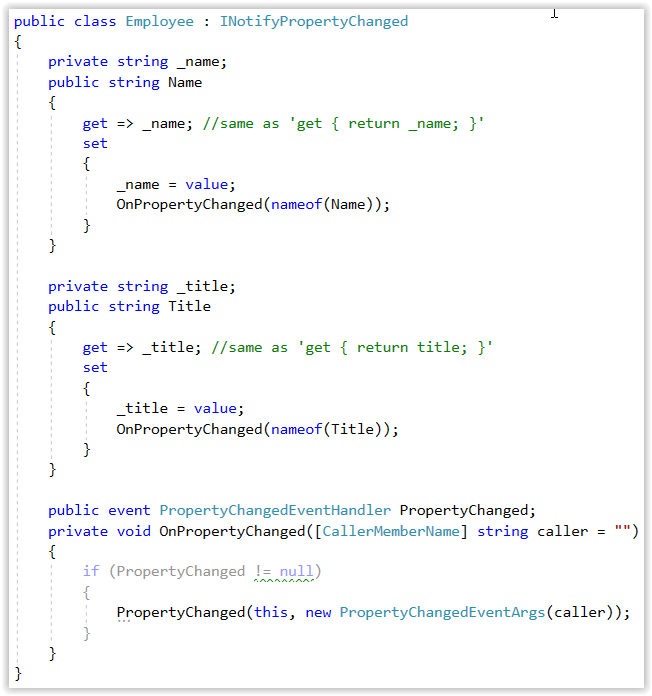 public class Employee : INotifyPropertyChanged
{
    private string _name;
    public string Name
    {
        get => _name; //same as 'get { return _name; }'
        set
        {
            _name = value;
            OnPropertyChanged(nameof(Name));
        }
    }

    private string _title;
    public string Title
    {
        get => _title; //same as 'get { return title; }'
        set
        {
            _title = value;
            OnPropertyChanged(nameof(Title));
        }
    }

    public event PropertyChangedEventHandler PropertyChanged;
    private void OnPropertyChanged([CallerMemberName] string caller = "")
    {
        if (PropertyChanged != null)
        {
            PropertyChanged(this, new PropertyChangedEventArgs(caller));
        }
    }
}